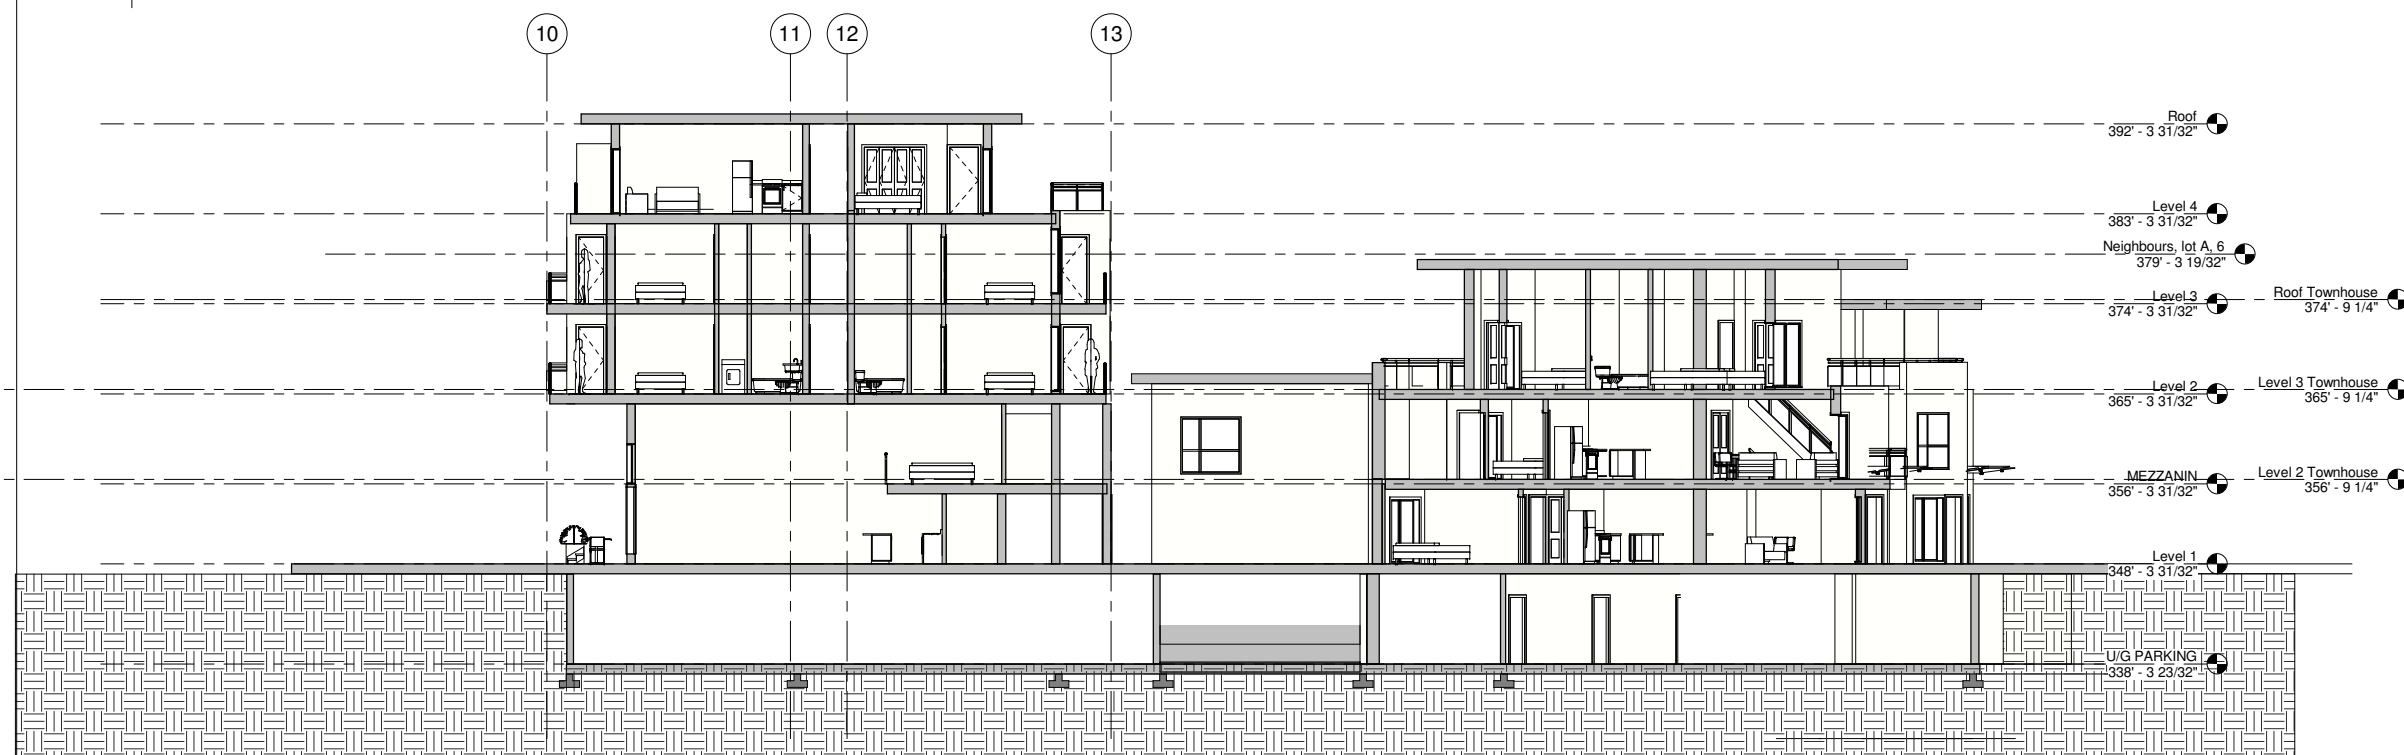 10
11
12
13
Roof
392' - 3 31/32"
Level 4
383' - 3 31/32"
Neighbours, lot A, 6
379' - 3 19/32"
Level 3
374' - 3 31/32"
Roof Townhouse
374' - 9 1/4"
Level 2
365' - 3 31/32"
Level 3 Townhouse
365' - 9 1/4"
MEZZANIN
356' - 3 31/32"
Level 2 Townhouse
356' - 9 1/4"
Level 1
348' - 3 31/32"
U/G PARKING
338' - 3 23/32"